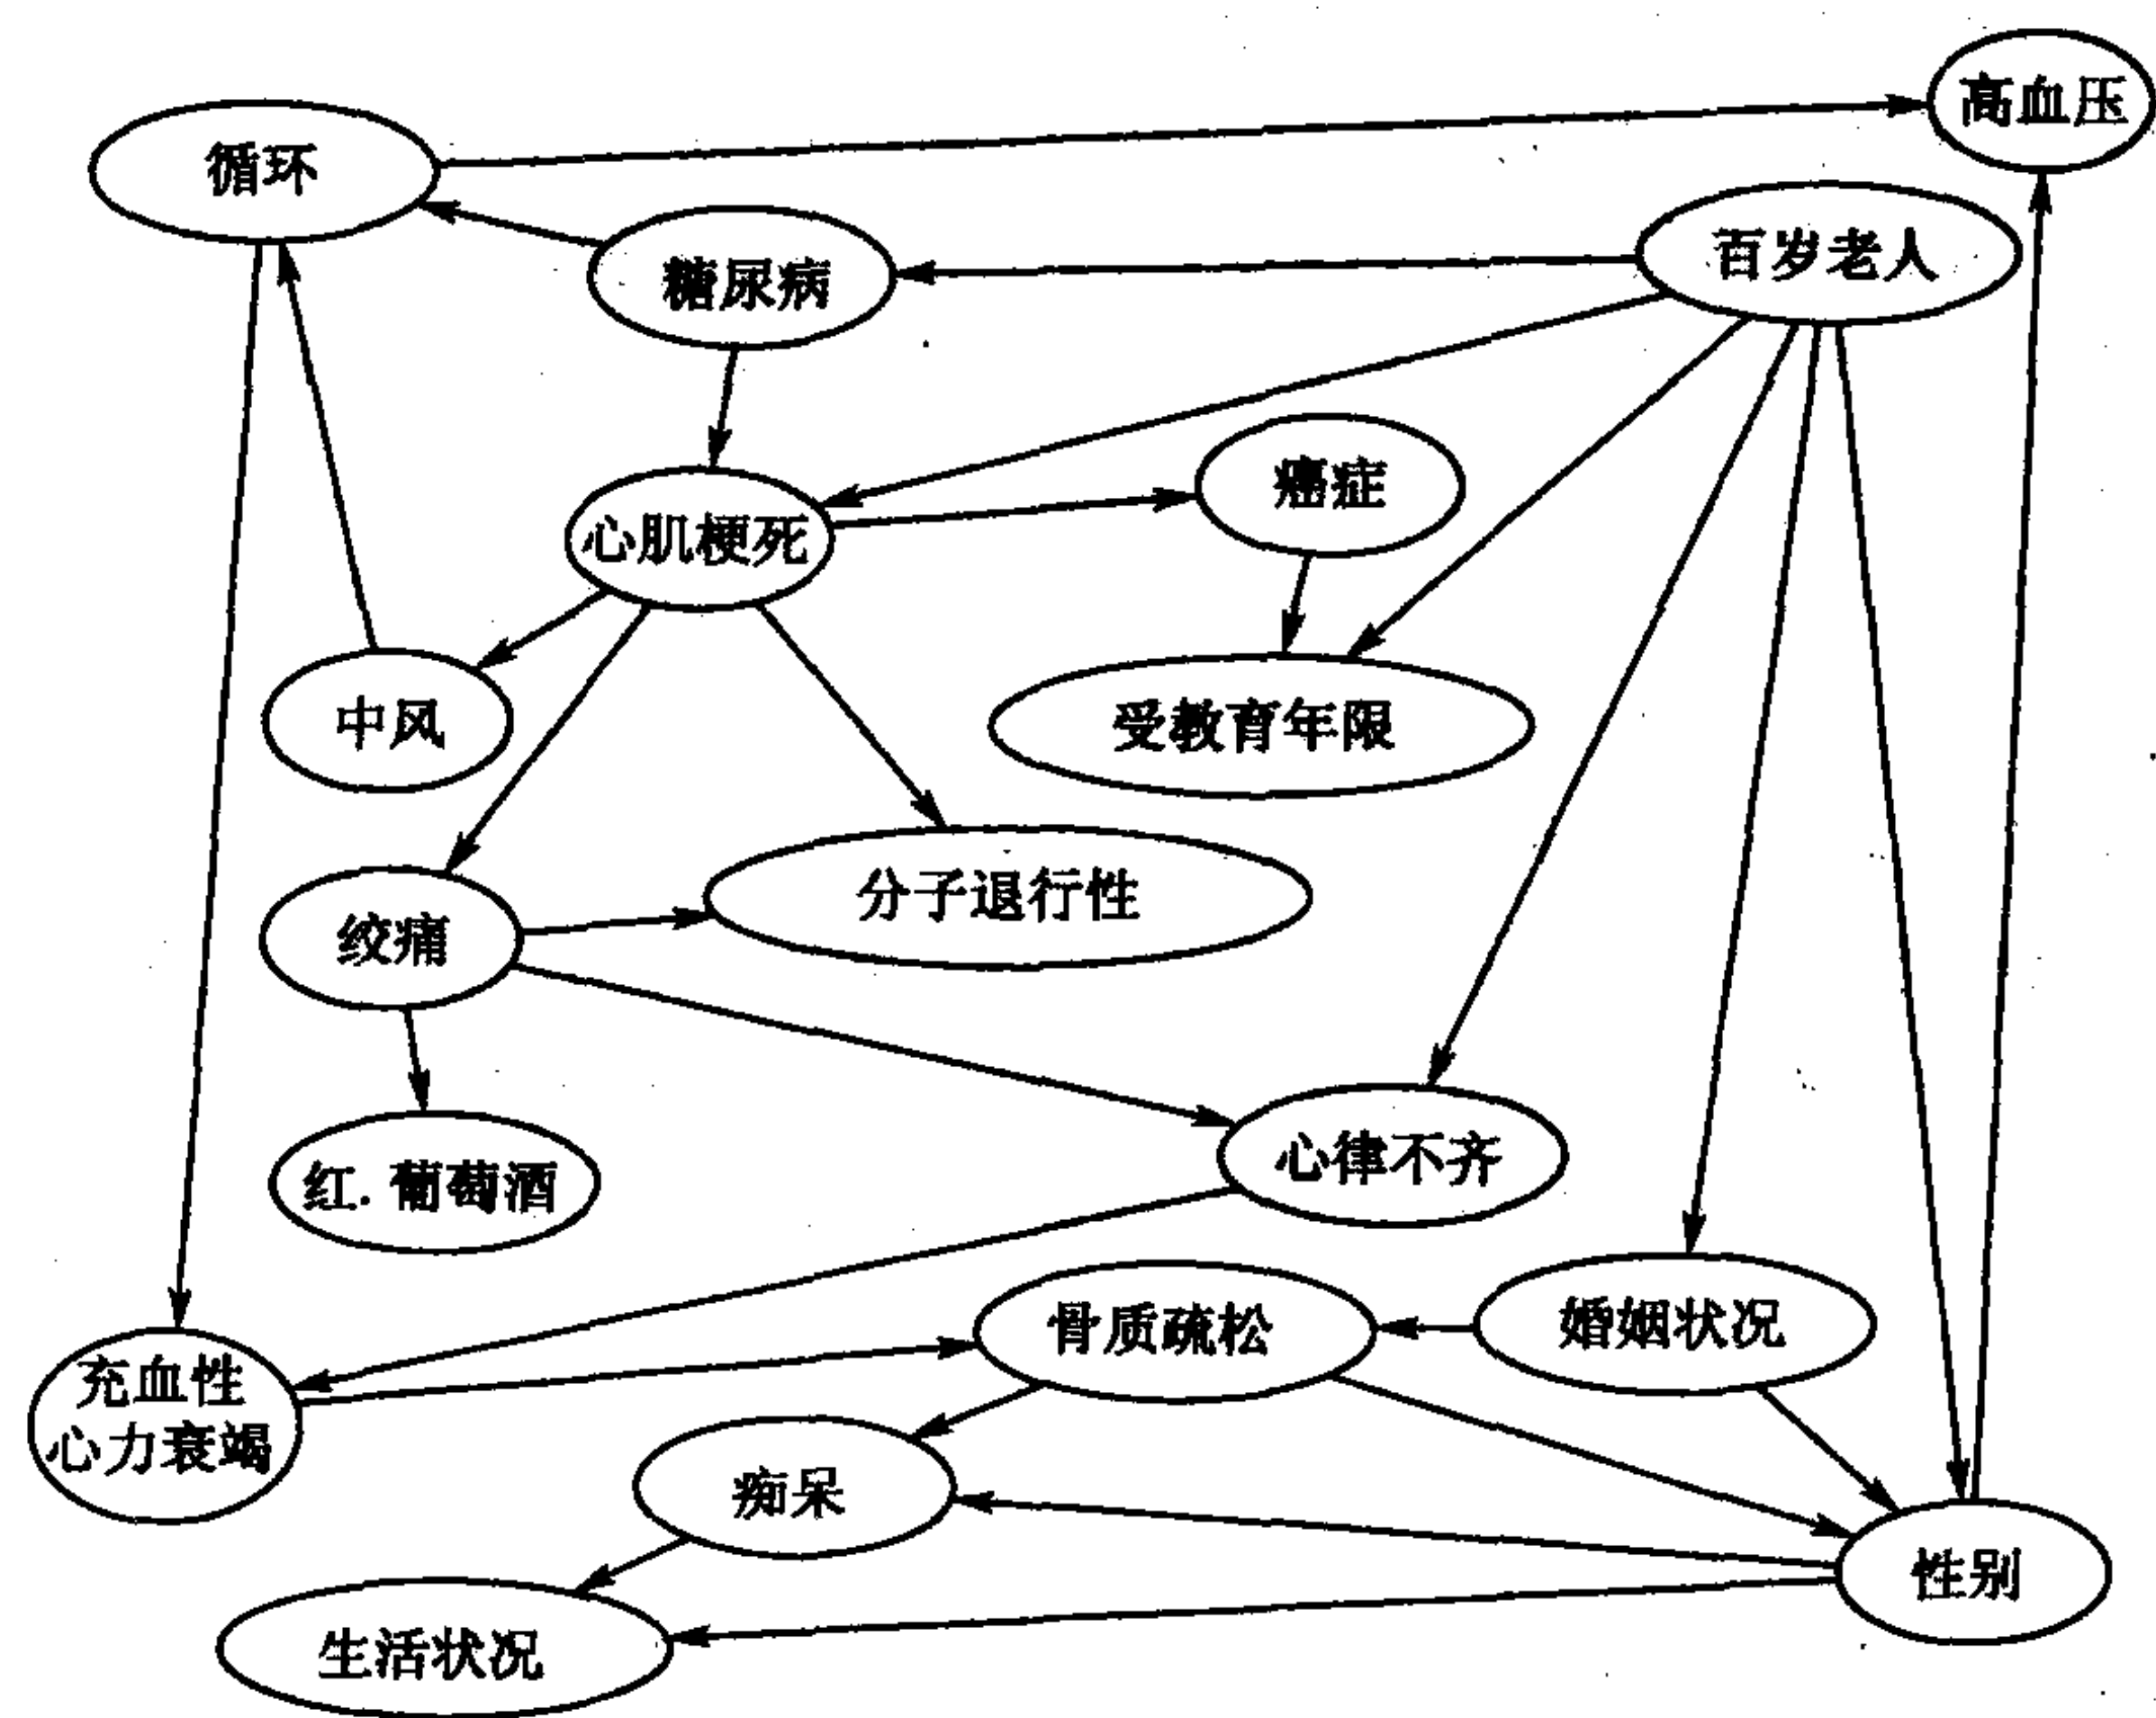 高血压
循环
百岁老人
糖尿病
癌症
心肌梗死
中风
受教育年限
分子退行性
绞痛
心律不齐
红.葡萄酒
骨质疏松
婚姻状况
充血性
心力衰竭
痴呆
性别
生活状况